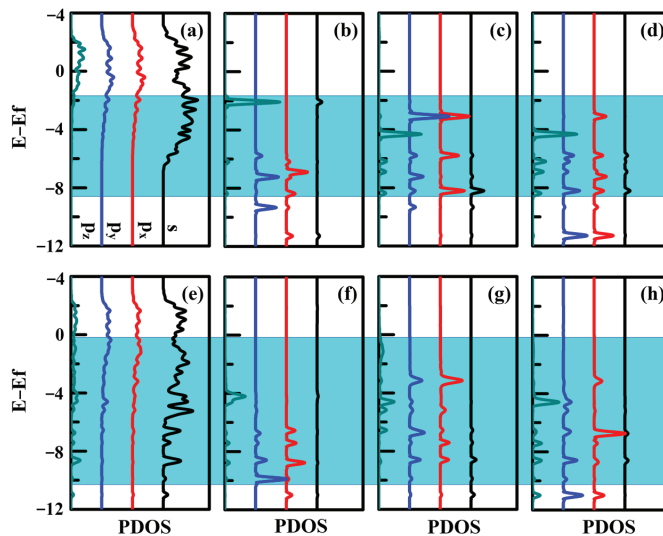 (a) (b) (c) (d)
−4
0
−4
−8
−12
E−Ef
pz py px s
(e) (f) (g) (h)
−4
0
−4
−8
−12
E−Ef
PDOS PDOS PDOS PDOS